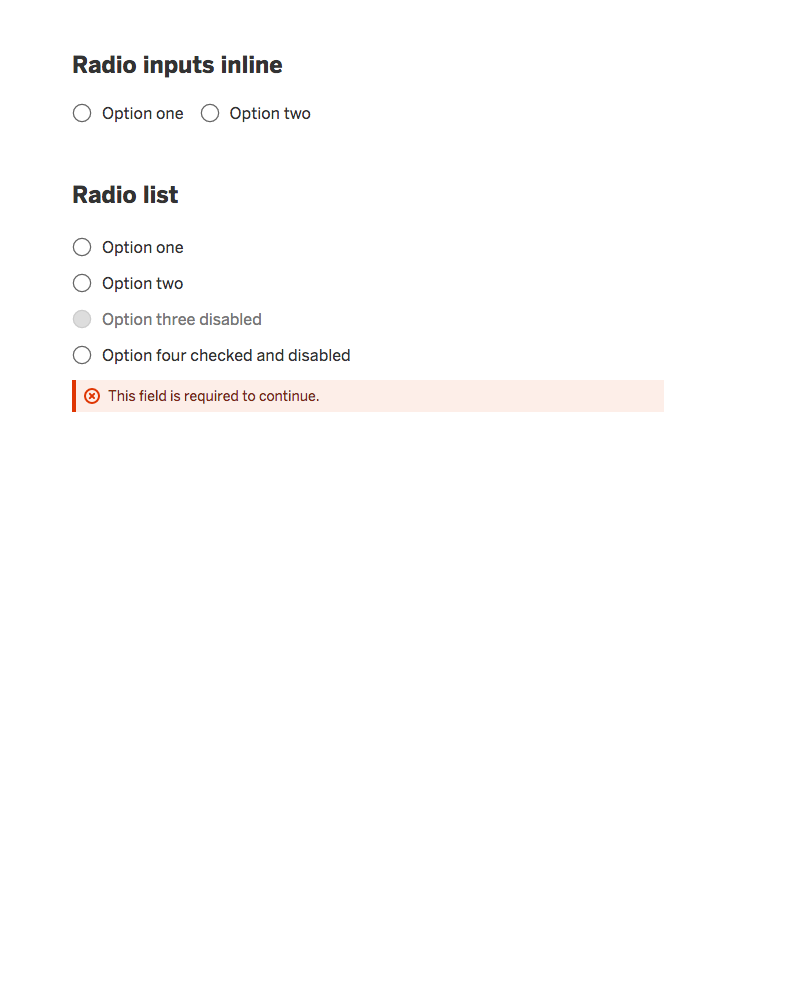 Radio inputs inline
Option one Option two
Radio list
Option one
Option two
Option three disabled
Option four checked and disabled
This field is required to continue.